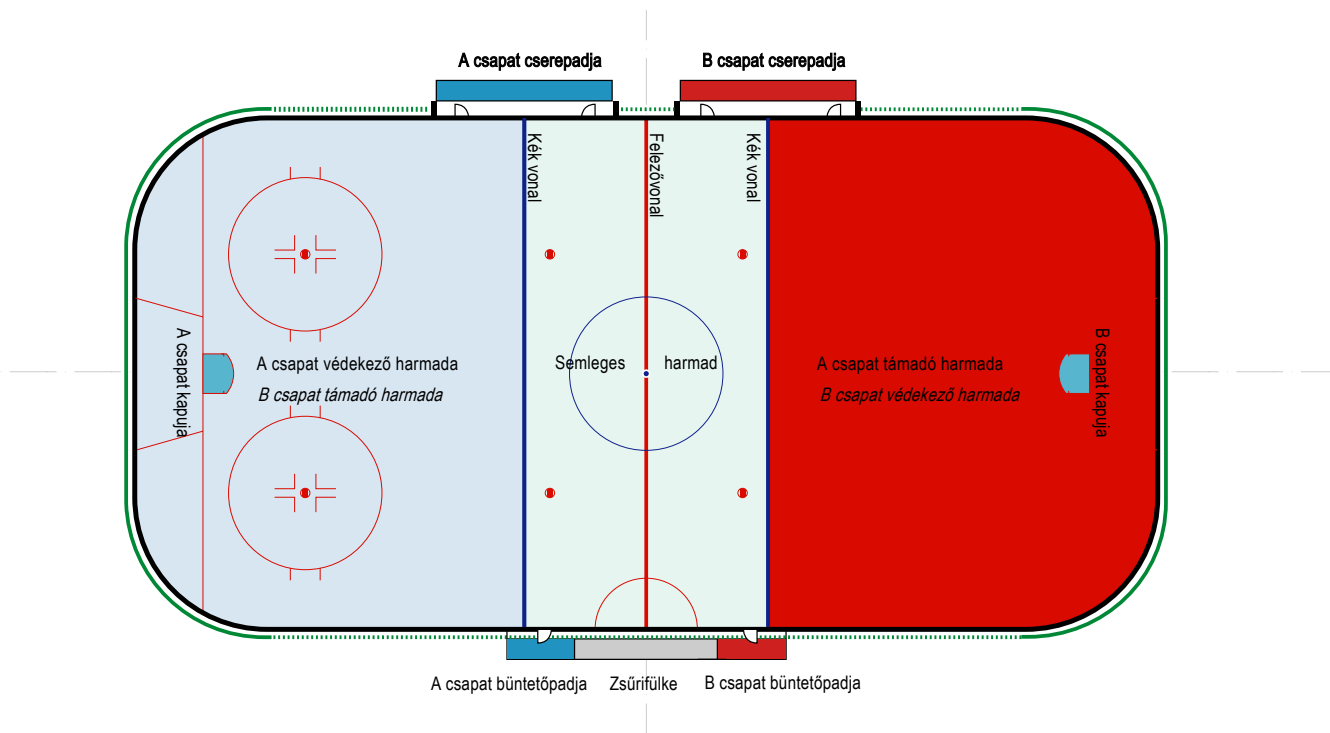 A csapat cserepadja
B csapat cserepadja
Kék vonal
Felezővonal
Kék vonal
A csapat kapuja
A csapat védekező harmada
B csapat támadó harmada
Semleges harmad
A csapat támadó harmada
B csapat védekező harmada
B csapat kapuja
A csapat büntetőpadja
Zsűrifülke
B csapat büntetőpadja